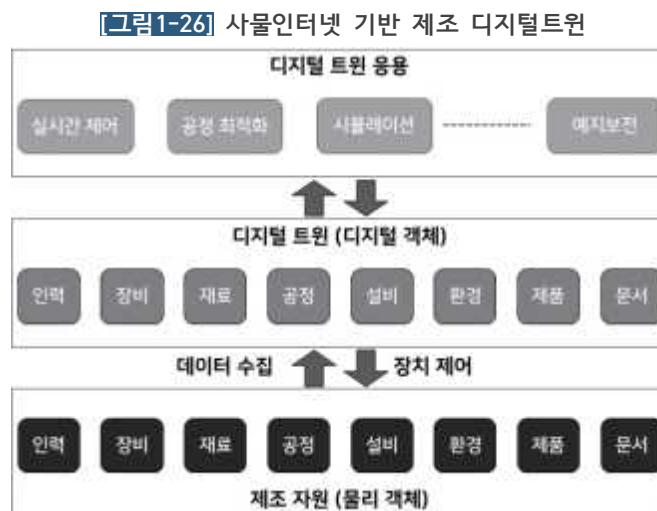 [그림1-26] 사물인터넷 기반 제조 디지털트윈
디지털 트윈 응용
실시간 제어 공정 최적화 시뮬레이션 예지보전
디지털 트윈 (디지털 객체)
인력 장비 재료 공정 설비 환경 제품 문서
데이터 수집 장치 제어
인력 장비 재료 공정 설비 환경 제품 문서
제조 자원 (물리 객체)